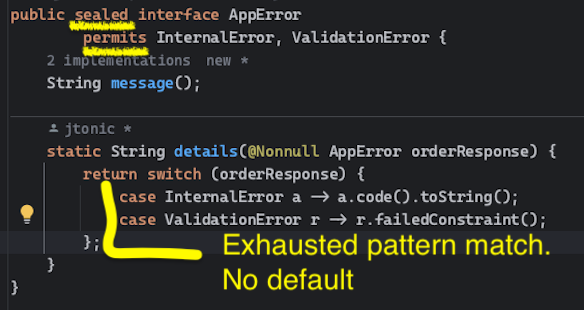 public sealed interface AppError
permits InternalError, ValidationError {
2 implementations new *
String message();
jtonic *
static String details(@Nonnull AppError orderResponse) {
return switch (orderResponse) {
case InternalError a -> a.code().toString();
case ValidationError r -> r.failedConstraint();
};
Exhausted pattern match.
No default
}
}